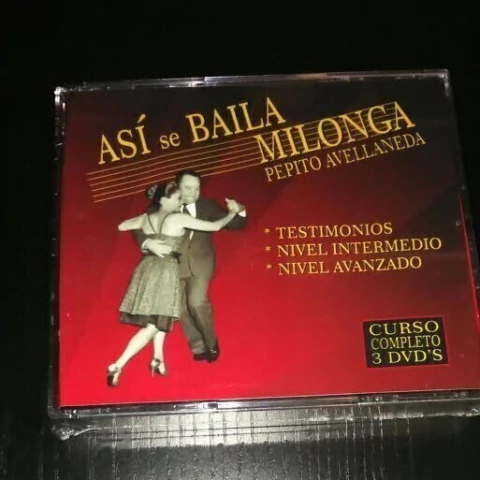 ASÍ se BAILA
MILONGA
PEPITO AVELLANEDA
* TESTIMONIOS
* NIVEL INTERMEDIO
* NIVEL AVANZADO
CURSO
COMPLETO
3 DVD'S